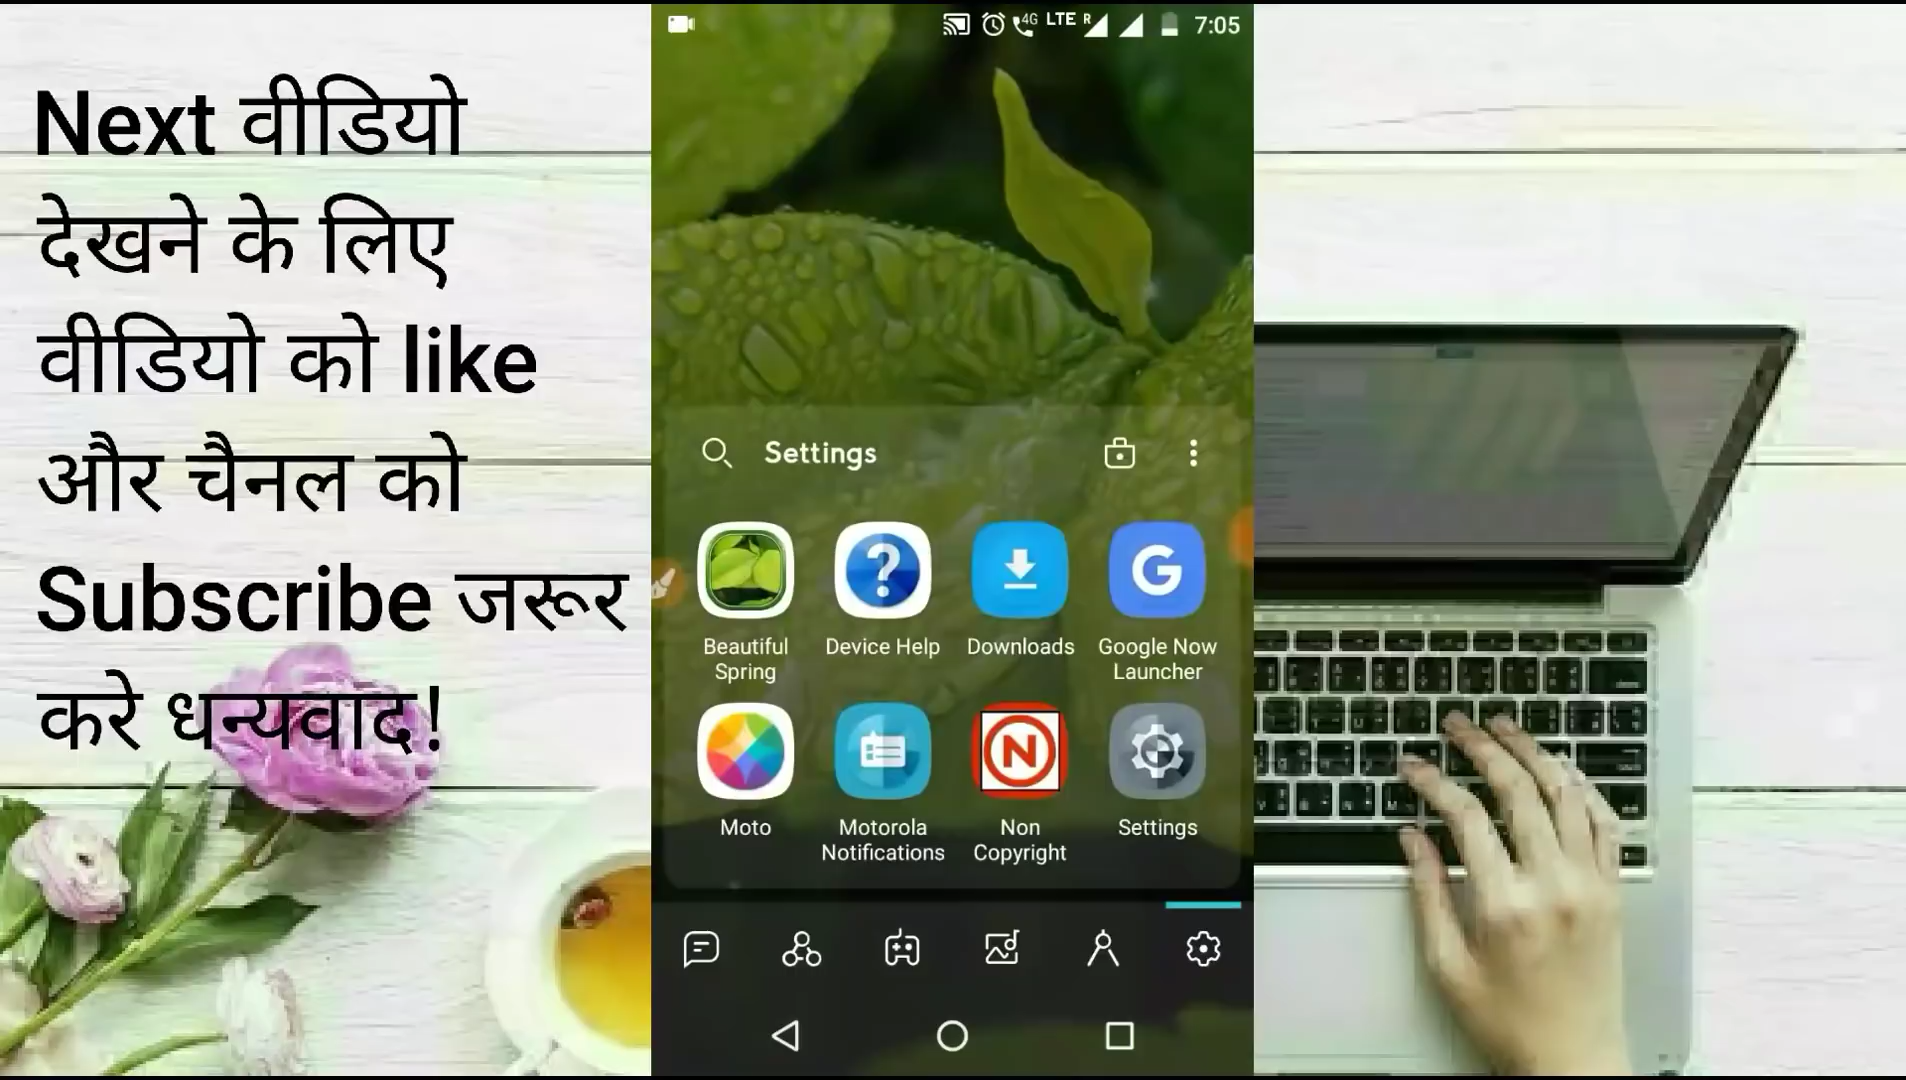 Next वीडियो
देखने के लिए
वीडियो को like
और चैनल को
Subscribe जरूर
करे धन्यवाद!
4G LTE R 7:05
Settings
Beautiful Spring
Device Help
Downloads
Google Now Launcher
Moto
Motorola Notifications
Non Copyright
Settings